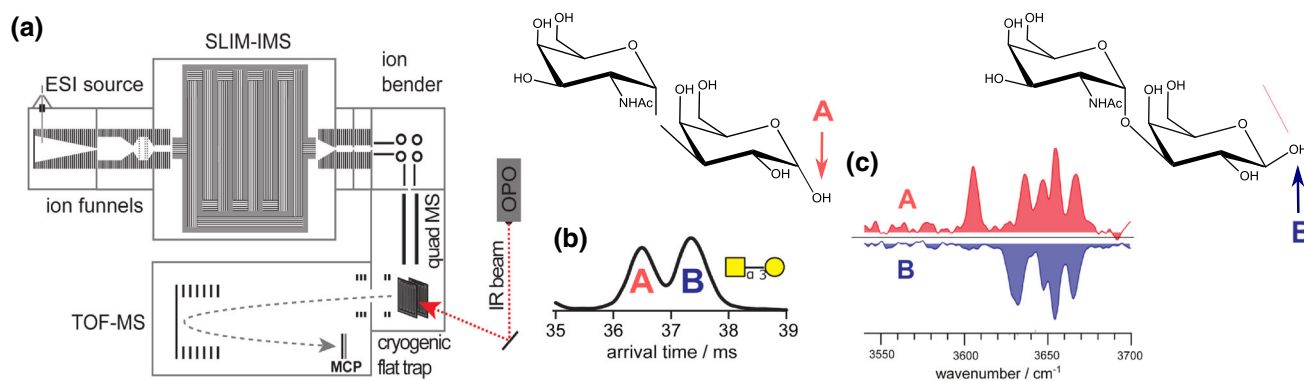 (a)
SLIM-IMS
ion
bender
ESI source
ion funnels
quad MS
OPO
IR beam
TOF-MS
MCP
cryogenic
flat trap
OH
OH
O
HO
NHAc
O
OH
OH
O
OH
OH
A
(b)
A
B
α 3
35
36
37
38
39
arrival time / ms
OH
OH
O
HO
NHAc
O
OH
OH
O
OH
OH
B
(c)
A
B
3550
3600
3650
3700
wavenumber / cm⁻¹